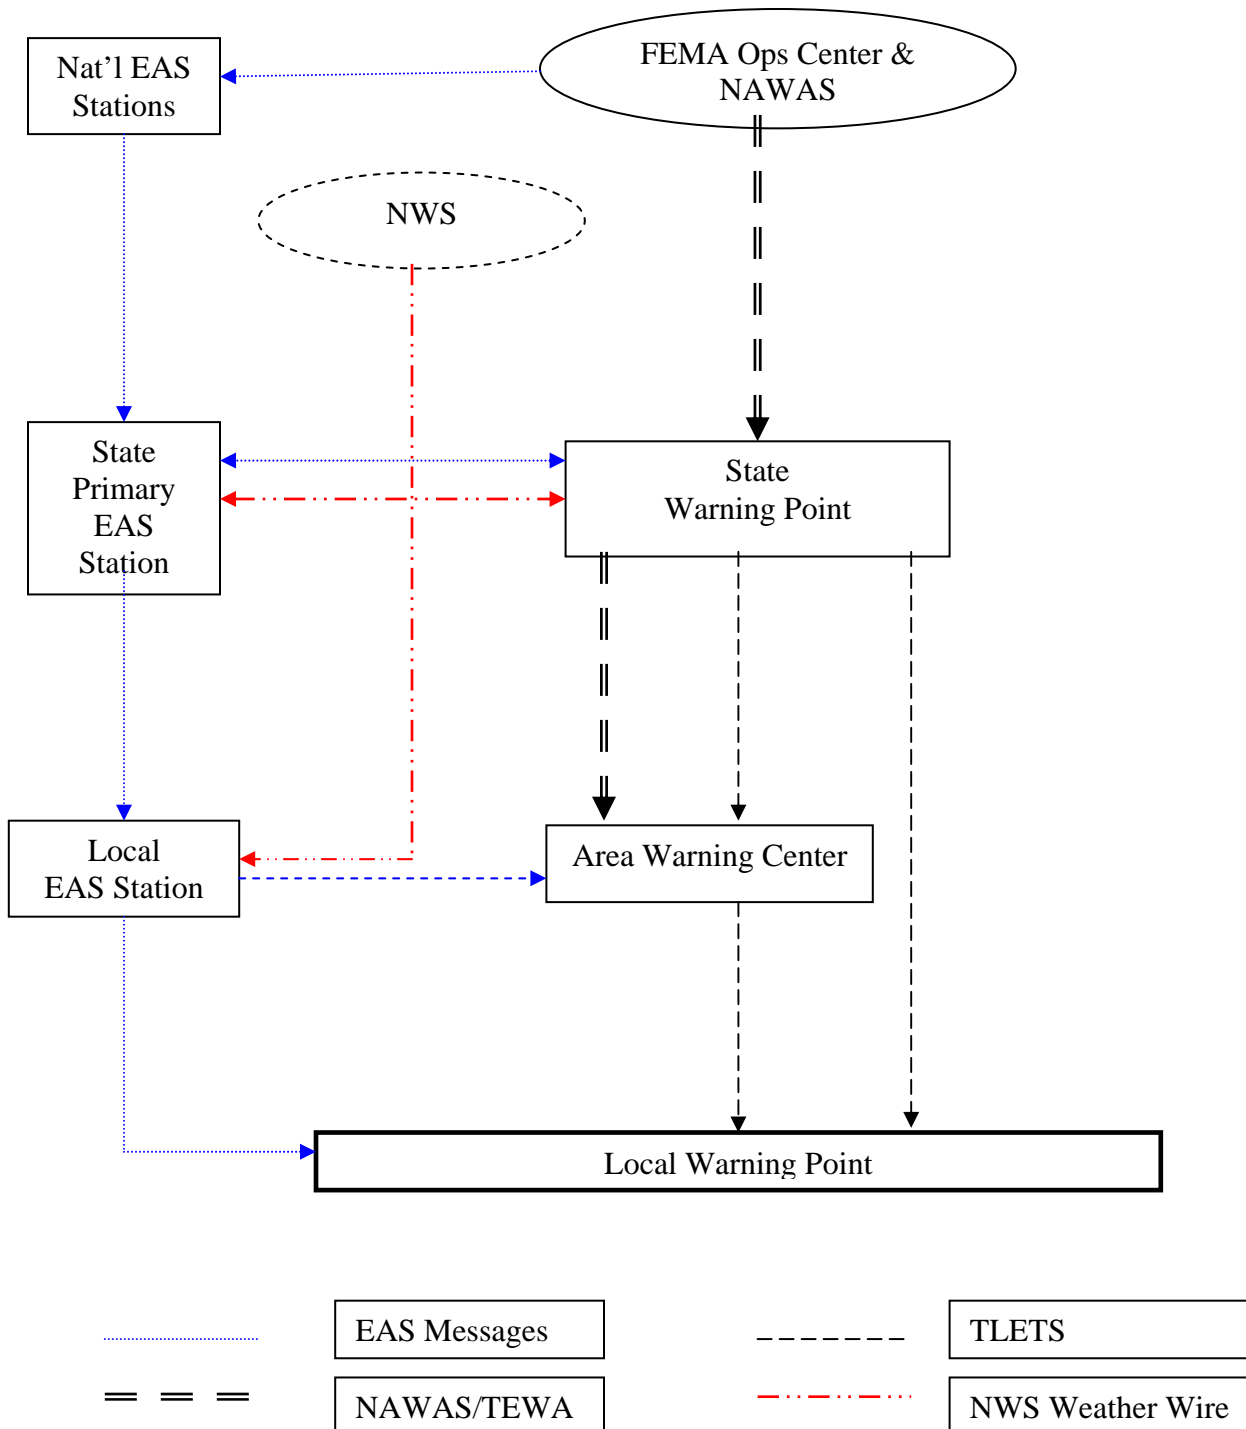 Nat’l EAS
Stations
FEMA Ops Center &
NAWAS
NWS
State
Primary
EAS
Station
State
Warning Point
Local
EAS Station
Area Warning Center
Local Warning Point
EAS Messages
TLETS
NAWAS/TEWA
NWS Weather Wire